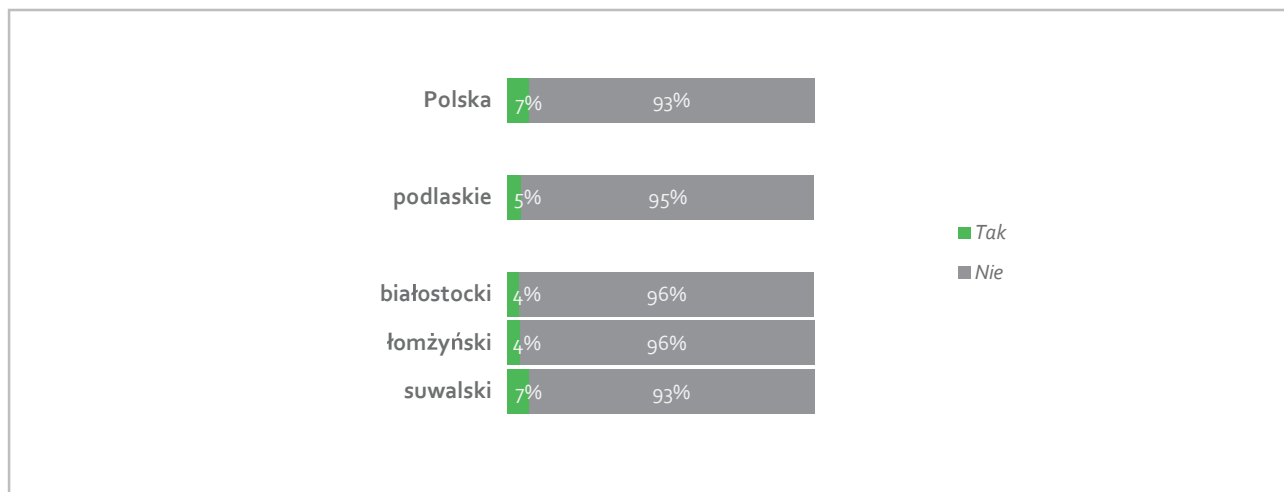 Polska 7% 93%
podlaskie 5% 95%
Tak
Nie
białostocki 4% 96%
łomżyński 4% 96%
suwalski 7% 93%